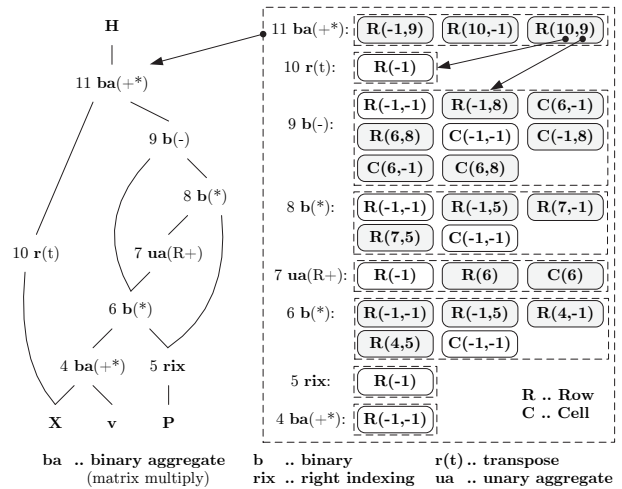 H
11 ba(+*)
9 b(-)
8 b(*)
10 r(t)
7 ua(R+)
6 b(*)
4 ba(+*) 5 rix
X v P
11 ba(+*): R(-1,9) R(10,-1) R(10,9)
10 r(t): R(-1)
9 b(-): R(-1,-1) R(-1,8) C(6,-1)
R(6,8) C(-1,-1) C(-1,8)
C(6,-1) C(6,8)
8 b(*): R(-1,-1) R(-1,5) R(7,-1)
R(7,5) C(-1,-1)
7 ua(R+): R(-1) R(6) C(6)
6 b(*): R(-1,-1) R(-1,5) R(4,-1)
R(4,5) C(-1,-1)
5 rix: R(-1)
4 ba(+*): R(-1,-1)
R .. Row
C .. Cell
ba .. binary aggregate b .. binary r(t) .. transpose
(matrix multiply) rix .. right indexing ua .. unary aggregate